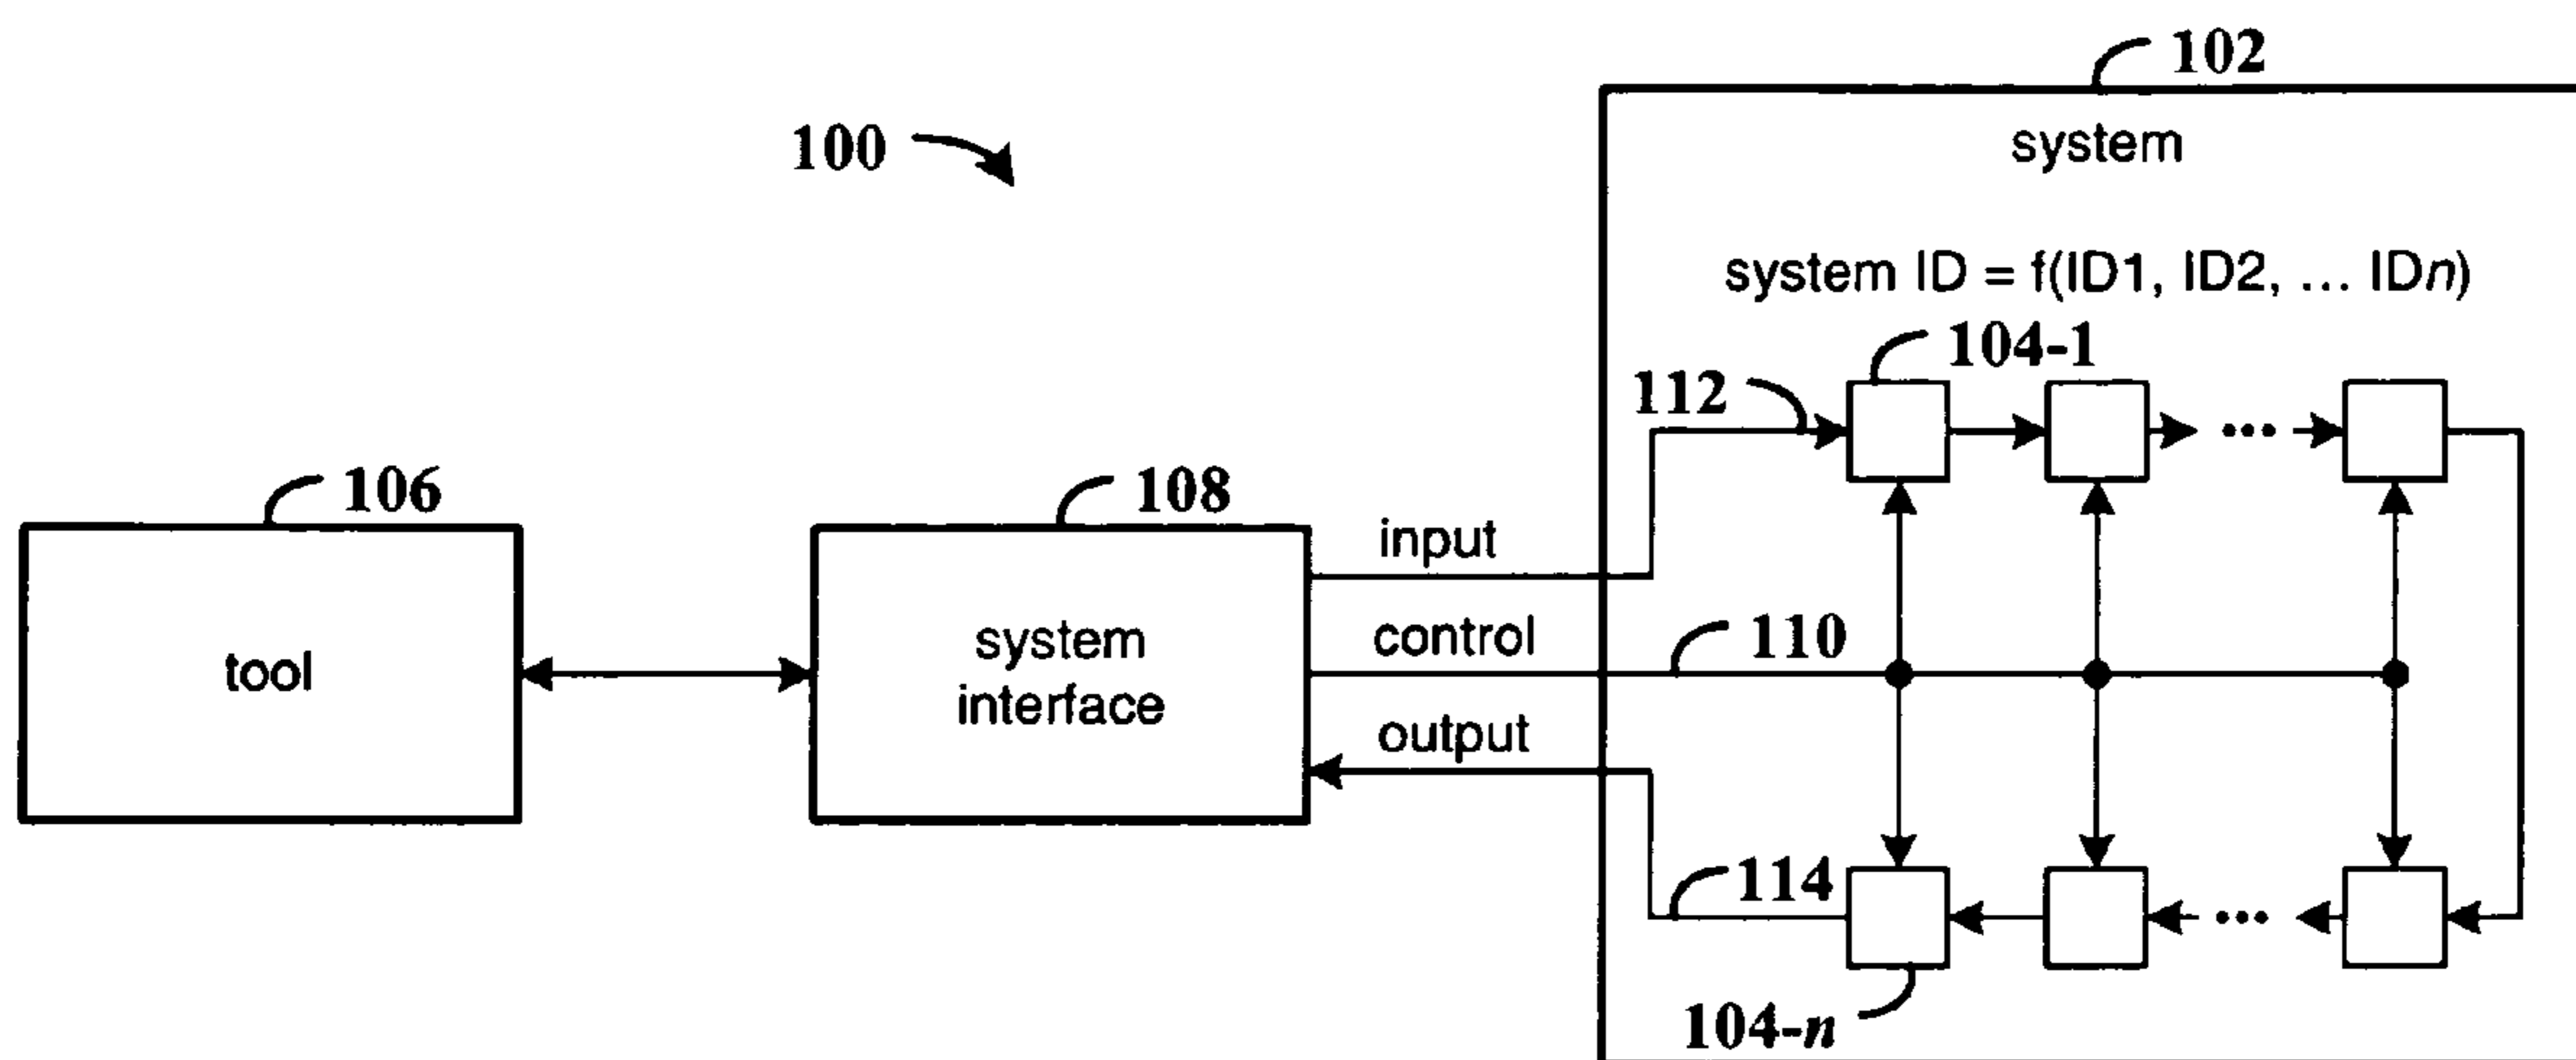 102
system
100
system ID = f(ID1, ID2, ... IDn)
104-1
112
106
108
input
tool
system
interface
control
110
output
114
104-n